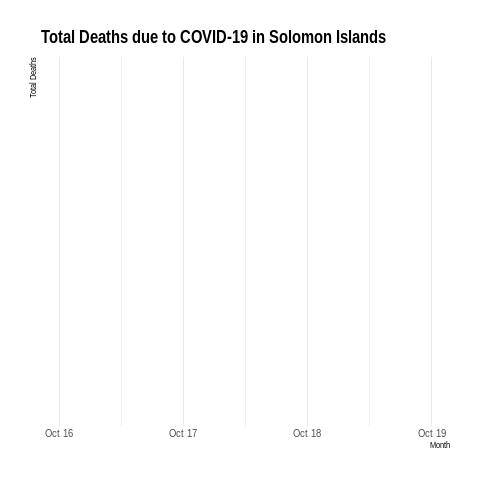 Total Deaths due to COVID-19 in Solomon Islands
Total Deaths
Oct 16 Oct 17 Oct 18 Oct 19
Month